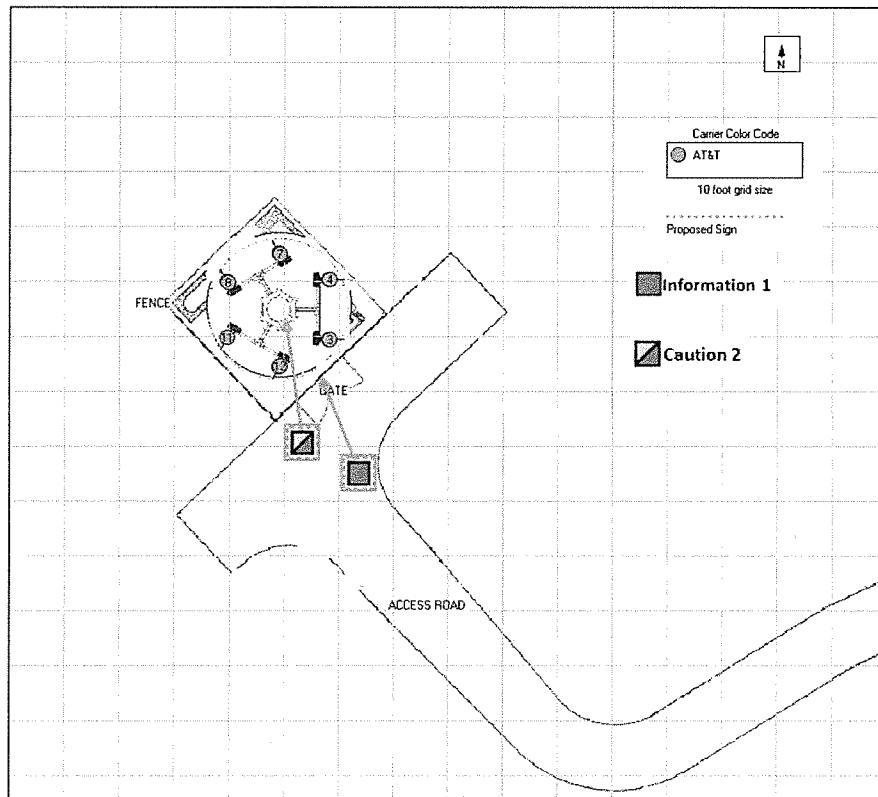 N
Carrier Color Code
AT&T
10 foot grid size
Proposed Sign
Information 1
Caution 2
7
8
4
FENCE
11
3
12
GATE
ACCESS ROAD